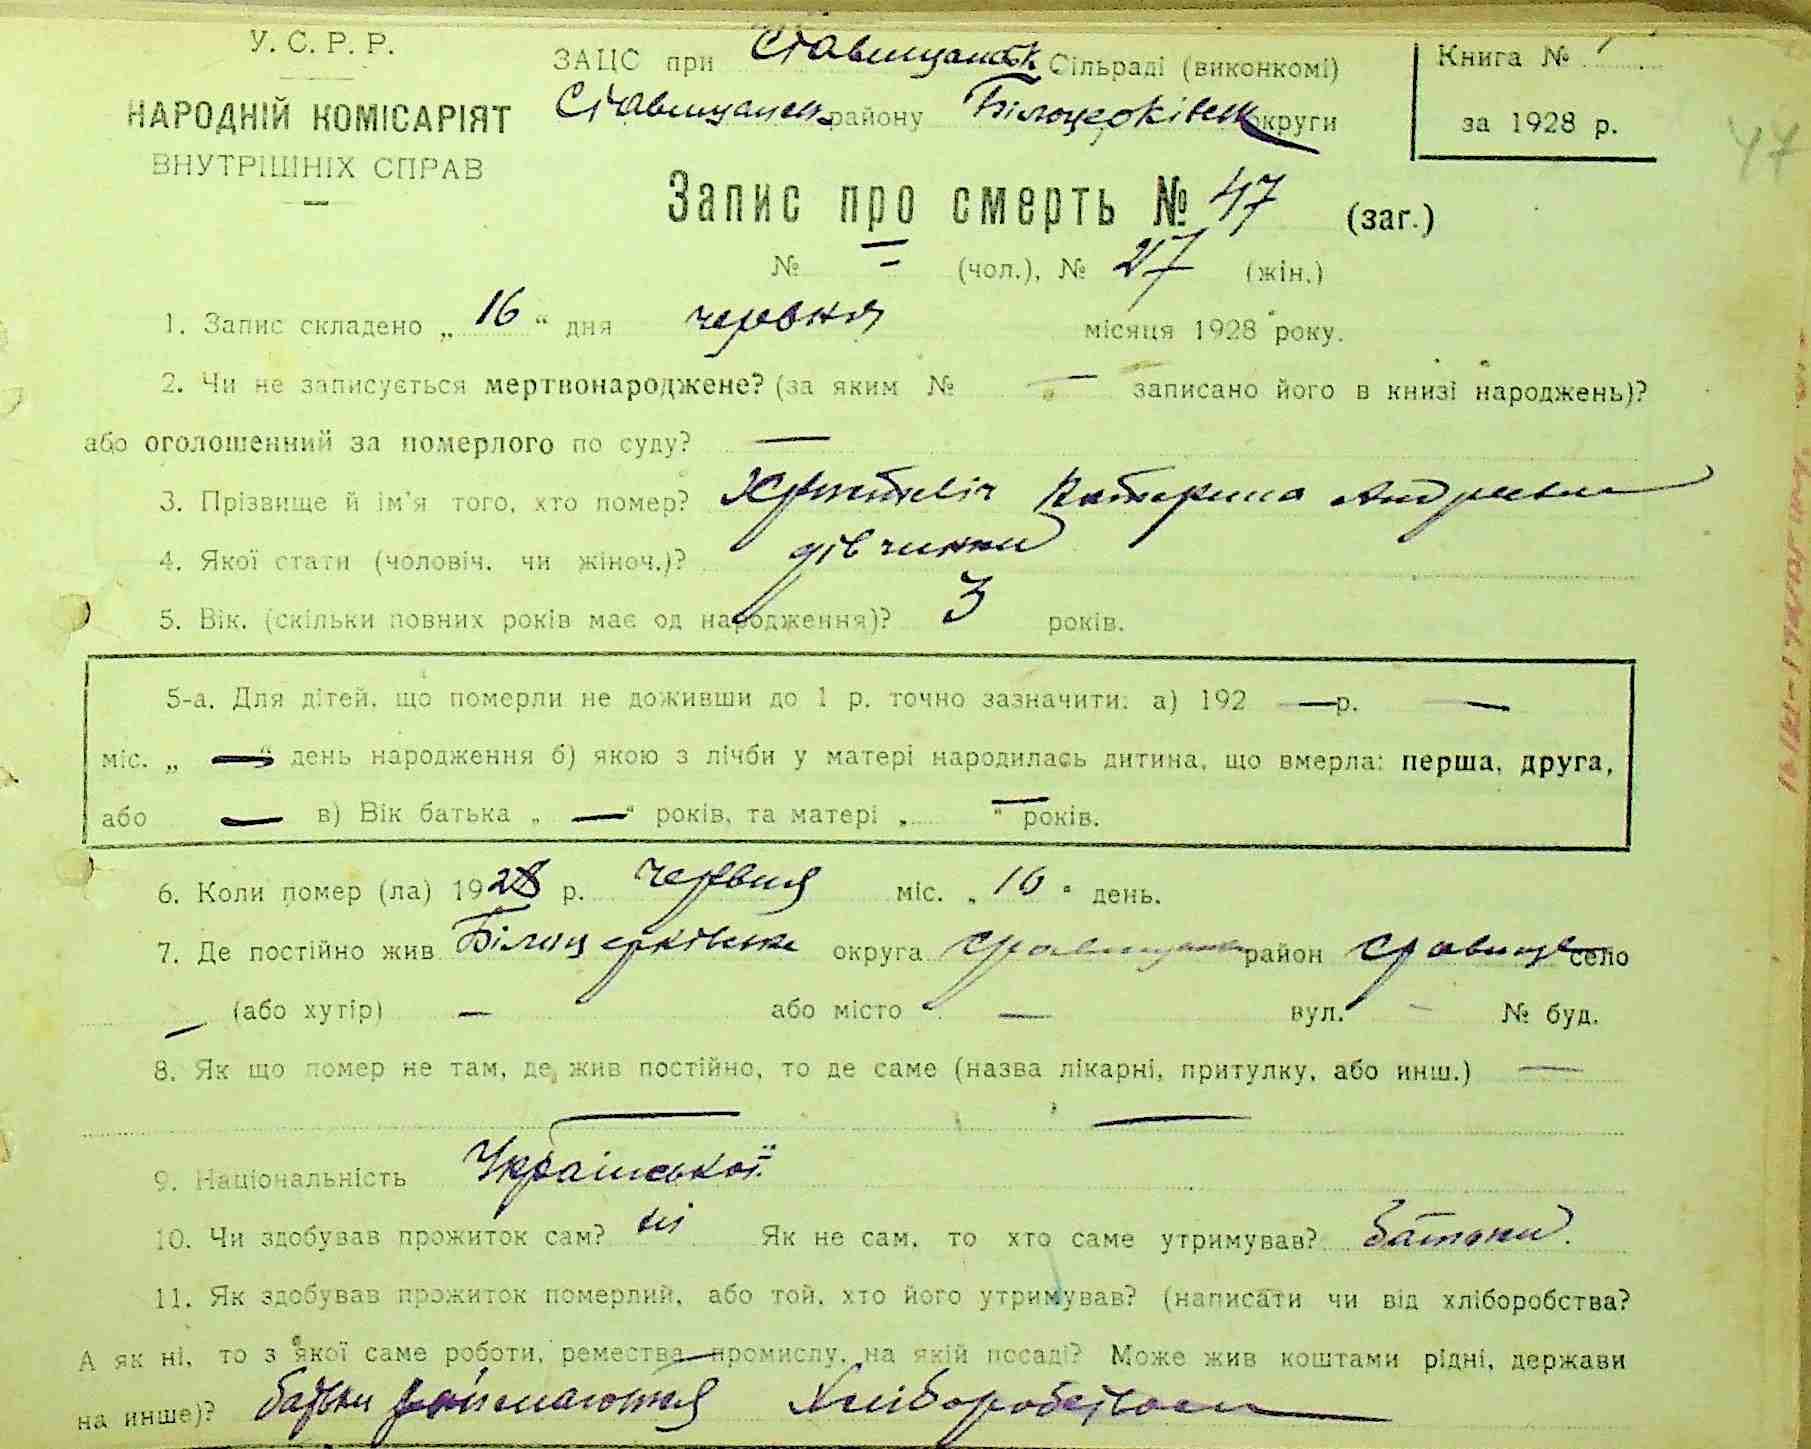 У. С. Р. Р.
НАРОДНІЙ КОМІСАРІЯТ
ВНУТРІШНІХ СПРАВ
ЗАЦС при Ставищанськ Сільраді (виконкомі)
Ставищанськ району Білоцерківськ округи
Книга №
за 1928 р.
47
Запис про смерть № 47 (заг.)
№ — (чол.), № 27 (жін.)
1. Запис складено „ 16 “ дня червня місяця 1928 року.
2. Чи не записується мертвонароджене? (за яким № — записано його в книзі народжень)?
або оголошенний за померлого по суду? —
3. Прізвище й ім'я того, хто помер? Катерина Андреевна
4. Якої стати (чоловіч. чи жіноч.)? дівчинка
5. Вік. (скільки повних років має од народження)? 3 років.
5-а. Для дітей, що померли не доживши до 1 р. точно зазначити: а) 192 — р. —
міс. „ — “ день народження б) якою з лічби у матері народилась дитина, що вмерла: перша, друга,
або — в) Вік батька „ — “ років, та матері „ — “ років.
6. Коли помер (ла) 1928 р. червня міс. „ 16 “ день.
7. Де постійно жив Білоцерківська округа Ставищанськ район Ставище село
— (або хутір) — або місто — вул. — № буд.
8. Як що помер не там, де жив постійно, то де саме (назва лікарні, притулку, або инш.) —
— —
9. Національність Української
10. Чи здобував прожиток сам? ні Як не сам, то хто саме утримував? батьки.
11. Як здобував прожиток померлий, або той, хто його утримував? (написати чи від хліборобства?
А як ні, то з якої саме роботи, ремества промислу, на якій посаді? Може жив коштами рідні, держави
на инше)? батьки займаються Хліборобством